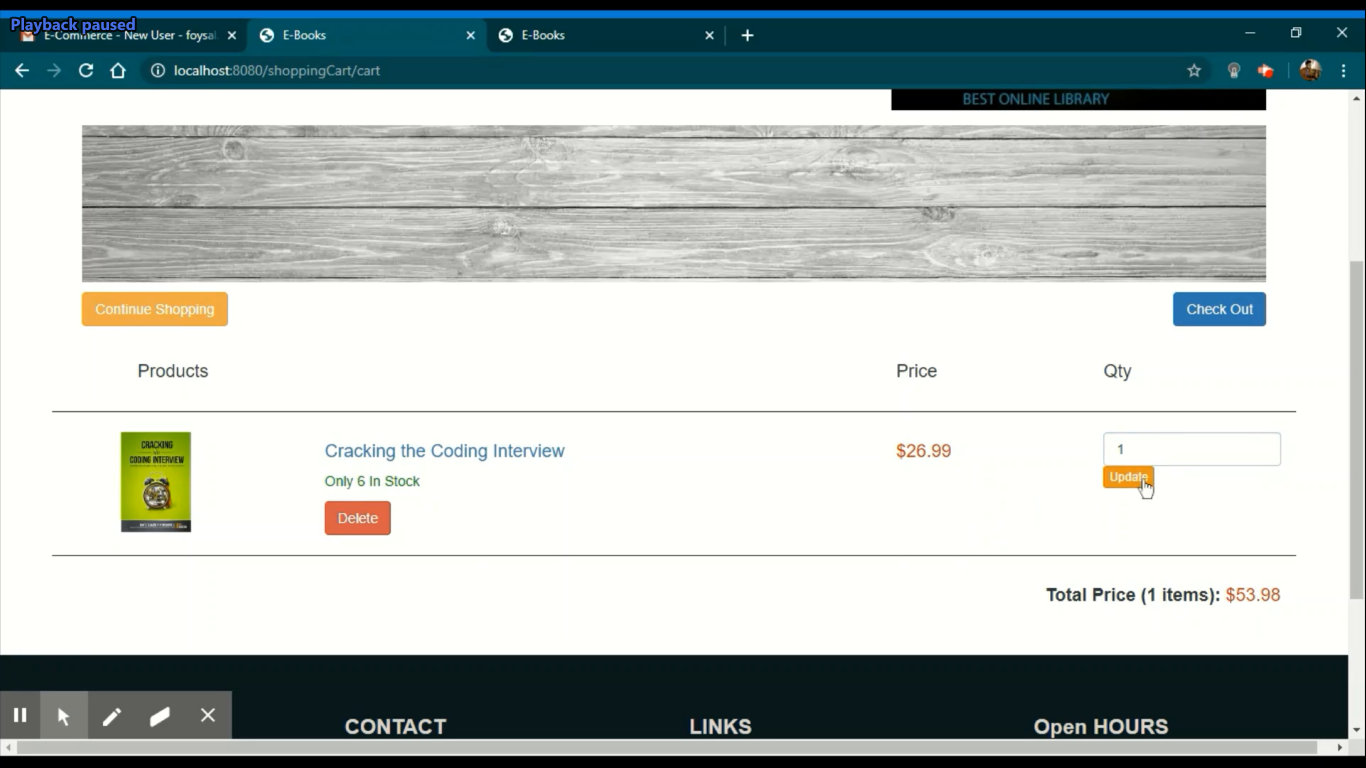 Playback paused
E-Commerce - New User - foysal
E-Books
E-Books
localhost:8080/shoppingCart/cart
BEST ONLINE LIBRARY
Continue Shopping
Check Out
Products
Price
Qty
CRACKING
CODING INTERVIEW
Cracking the Coding Interview
$26.99
1
Only 6 In Stock
Update
Delete
Total Price (1 items): $53.98
CONTACT
LINKS
Open HOURS